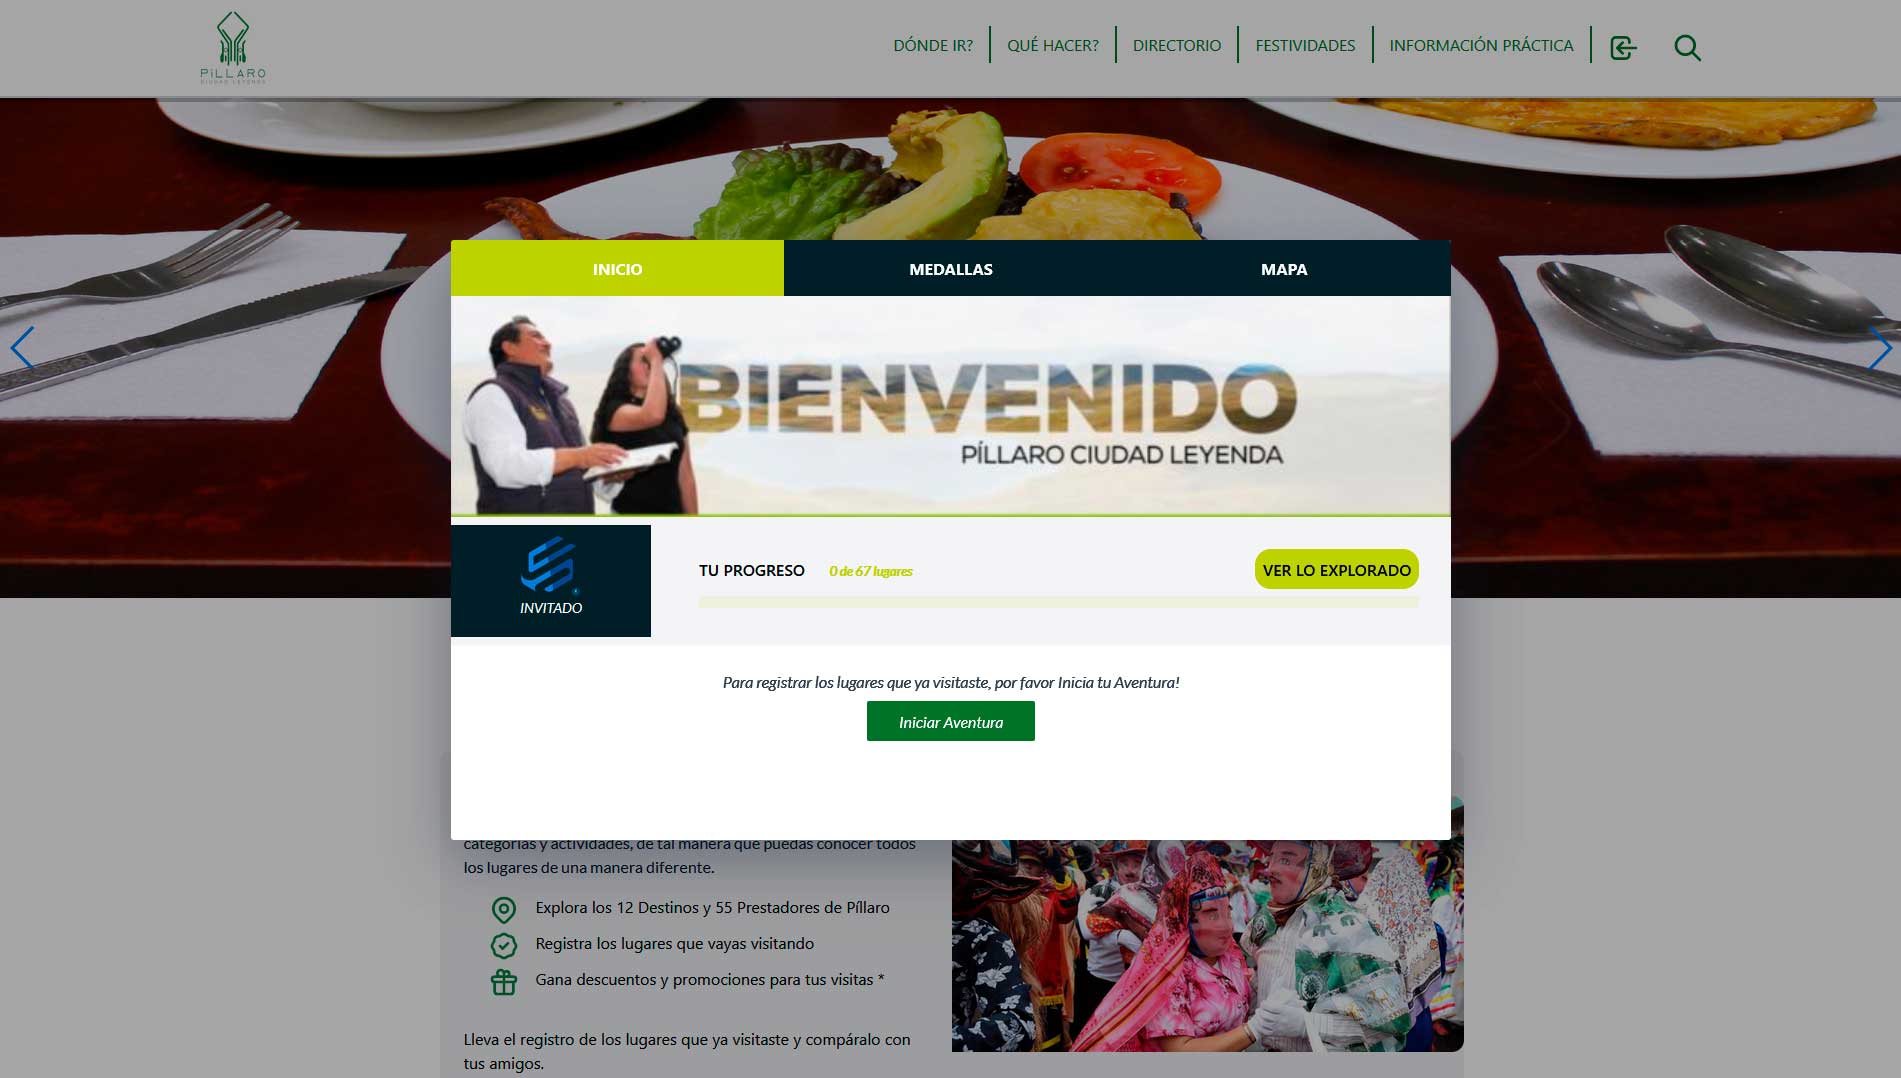 PíLLARO
CIUDAD LEYENDA
DÓNDE IR?
QUÉ HACER?
DIRECTORIO
FESTIVIDADES
INFORMACIÓN PRÁCTICA
INICIO
MEDALLAS
MAPA
BIENVENIDO
PÍLLARO CIUDAD LEYENDA
INVITADO
TU PROGRESO
0 de 67 lugares
VER LO EXPLORADO
Para registrar los lugares que ya visitaste, por favor Inicia tu Aventura!
Iniciar Aventura
categorías y actividades, de tal manera que puedas conocer todos
los lugares de una manera diferente.
Explora los 12 Destinos y 55 Prestadores de Píllaro
Registra los lugares que vayas visitando
Gana descuentos y promociones para tus visitas *
Lleva el registro de los lugares que ya visitaste y compáralo con
tus amigos.